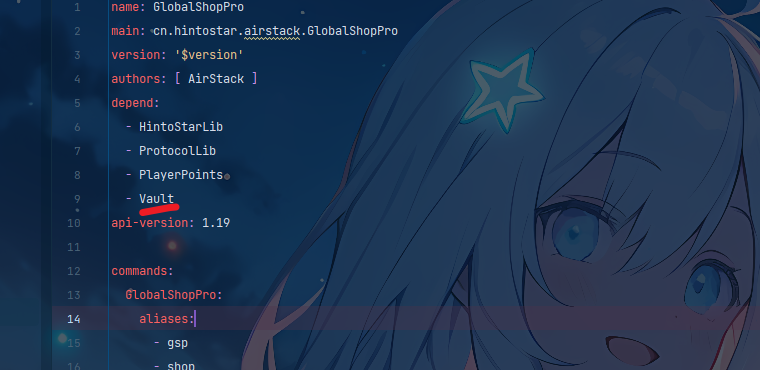 1 name: GlobalShopPro
2 main: cn.hintostar.airstack.GlobalShopPro
3 version: '$version'
4 authors: [ AirStack ]
5 depend:
6 - HintoStarLib
7 - ProtocolLib
8 - PlayerPoints
9 - Vault
10 api-version: 1.19
11
12 commands:
13 GlobalShopPro:
14 aliases:
15 - gsp
16 - shop